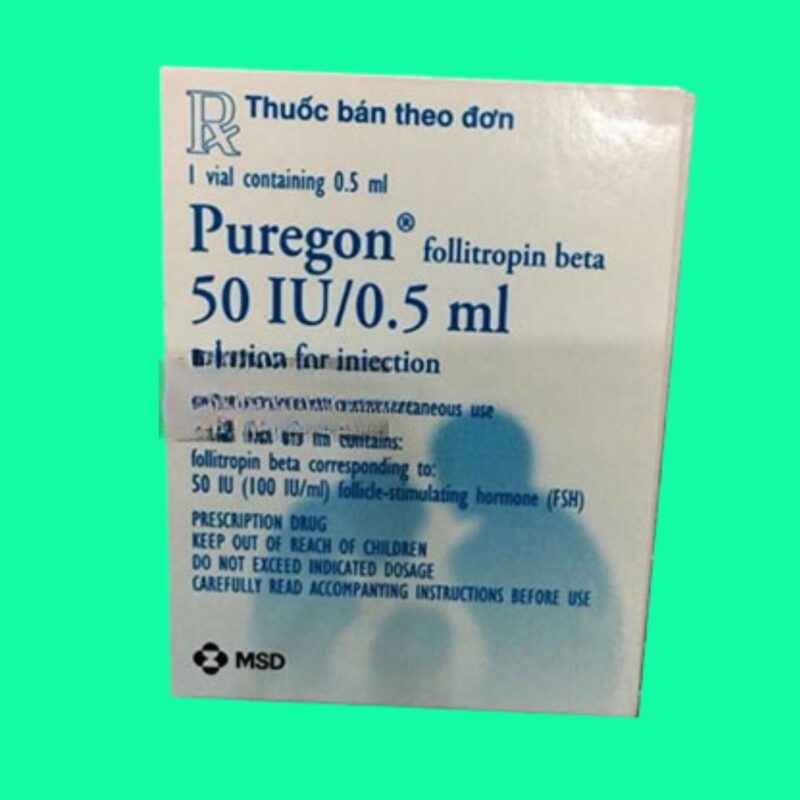 Rx Thuốc bán theo đơn
1 vial containing 0.5 ml
Puregon® follitropin beta
50 IU/0.5 ml
for injection
use
contains:
follitropin beta corresponding to:
50 IU (100 IU/ml) follicle-stimulating hormone (FSH)
PRESCRIPTION DRUG
KEEP OUT OF REACH OF CHILDREN
DO NOT EXCEED INDICATED DOSAGE
CAREFULLY READ ACCOMPANYING INSTRUCTIONS BEFORE USE
MSD